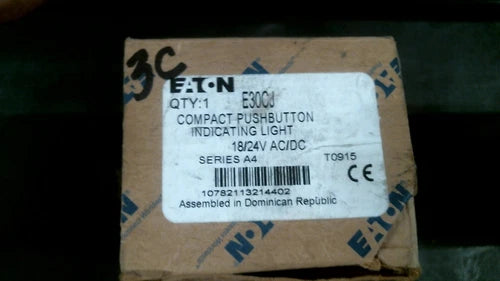 3C
EATON
QTY:1 E30CJ
COMPACT PUSHBUTTON
INDICATING LIGHT
18/24V AC/DC
SERIES A4 T0915
10782113214402 CE
Assembled in Dominican Republic